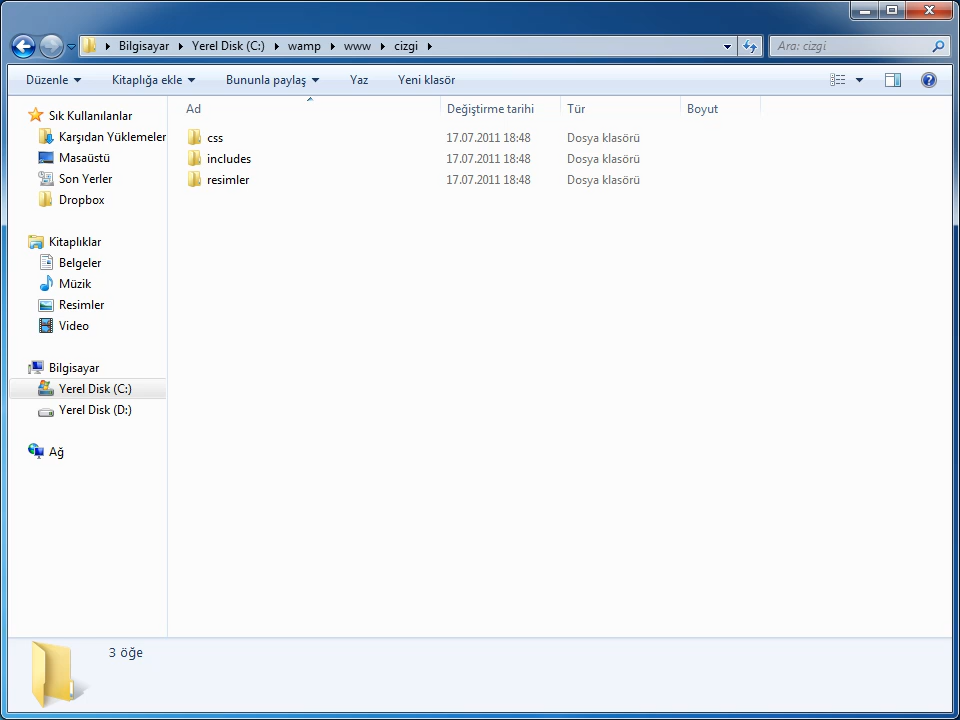 Bilgisayar Yerel Disk (C:) wamp www cizgi Ara: cizgi
Düzenle Kitaplığa ekle Bununla paylaş Yaz Yeni klasör
Ad Değiştirme tarihi Tür Boyut
css 17.07.2011 18:48 Dosya klasörü
includes 17.07.2011 18:48 Dosya klasörü
resimler 17.07.2011 18:48 Dosya klasörü
Sık Kullanılanlar
Karşıdan Yüklemeler
Masaüstü
Son Yerler
Dropbox
Kitaplıklar
Belgeler
Müzik
Resimler
Video
Bilgisayar
Yerel Disk (C:)
Yerel Disk (D:)
Ağ
3 öğe